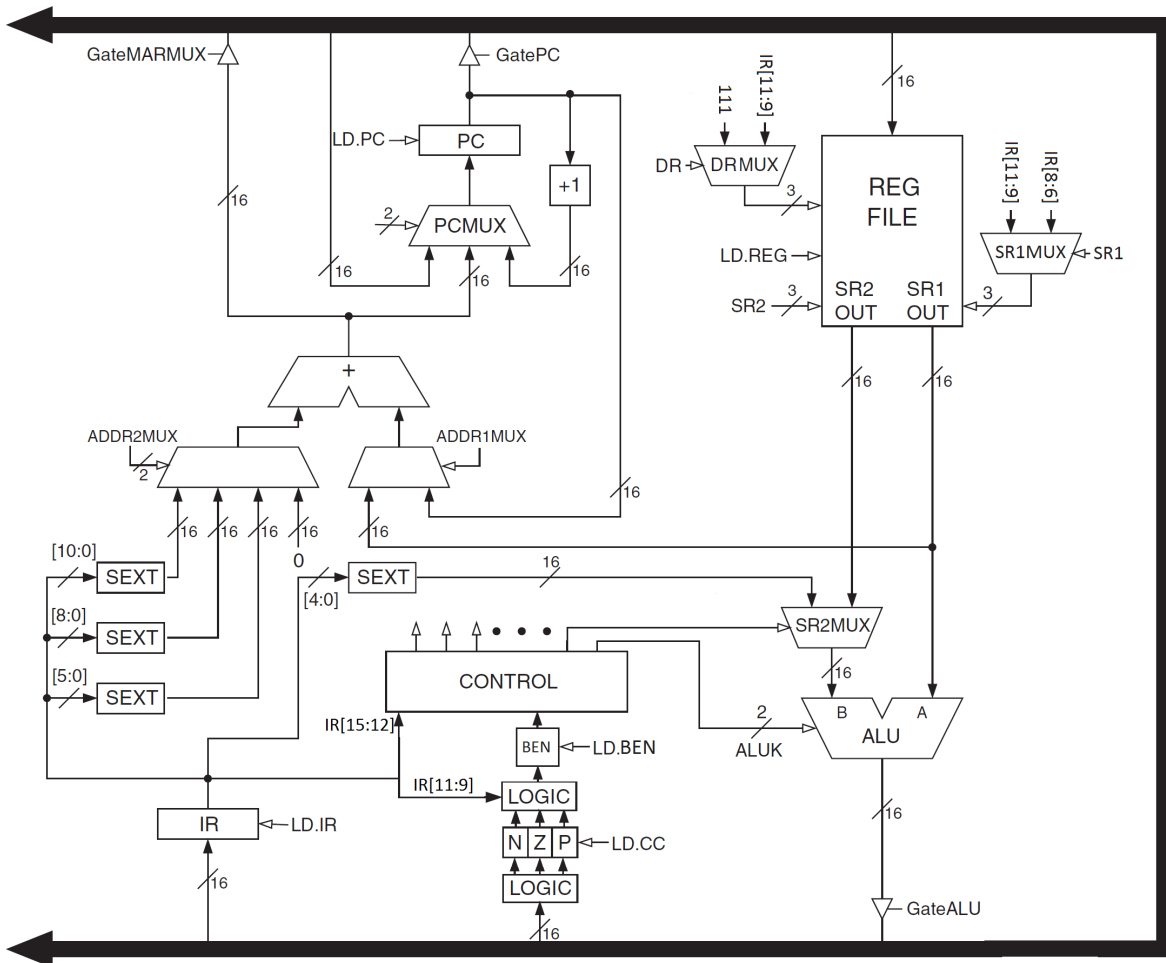 GateMARMUX
GatePC
16
IR[11:9]
111
LD.PC
PC
DR
DRMUX
3
REG
FILE
IR[11:9]
IR[8:6]
+1
16
2
PCMUX
LD.REG
SR1MUX
SR1
16
16
16
SR2
3
SR2
OUT
SR1
OUT
3
+
16
16
ADDR2MUX
2
ADDR1MUX
16
16
16
16
16
16
[10:0]
SEXT
0
[4:0]
SEXT
16
[8:0]
SEXT
SR2MUX
[5:0]
SEXT
CONTROL
16
IR[15:12]
B
A
ALU
2
ALUK
BEN
LD.BEN
IR[11:9]
LOGIC
IR
LD.IR
16
N
Z
P
LD.CC
16
LOGIC
GateALU
16